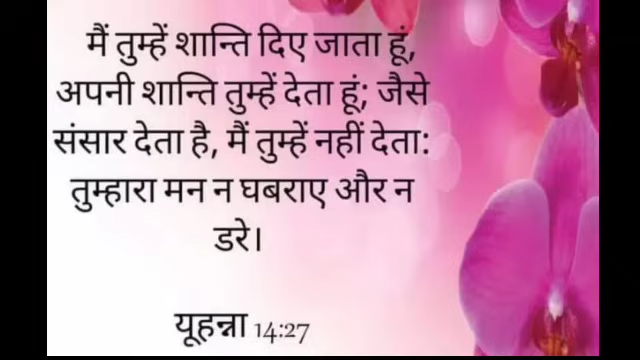 मैं तुम्हें शान्ति दिए जाता हूं,
अपनी शान्ति तुम्हें देता हूं; जैसे
संसार देता है, मैं तुम्हें नहीं देता:
तुम्हारा मन न घबराए और न
डरे।
यूहन्ना 14:27